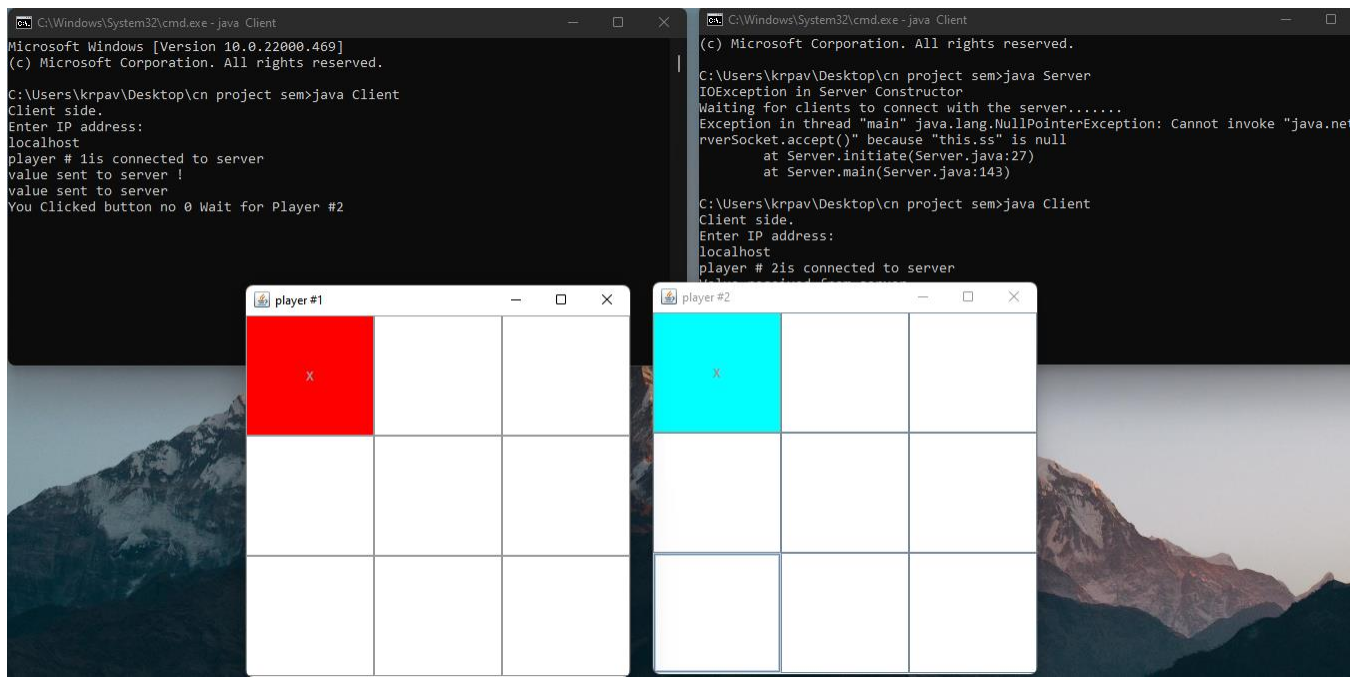 C:\Windows\System32\cmd.exe - java Client
Microsoft Windows [Version 10.0.22000.469]
(c) Microsoft Corporation. All rights reserved.
C:\Users\krpav\Desktop\cn project sem>java Client
Client side.
Enter IP address:
localhost
player # 1is connected to server
value sent to server !
value sent to server
You Clicked button no 0 Wait for Player #2
C:\Windows\System32\cmd.exe - java Client
(c) Microsoft Corporation. All rights reserved.
C:\Users\krpav\Desktop\cn project sem>java Server
IOException in Server Constructor
Waiting for clients to connect with the server.......
Exception in thread "main" java.lang.NullPointerException: Cannot invoke "java.net
rverSocket.accept()" because "this.ss" is null
at Server.initiate(Server.java:27)
at Server.main(Server.java:143)
C:\Users\krpav\Desktop\cn project sem>java Client
Client side.
Enter IP address:
localhost
player # 2is connected to server
player #1
X
player #2
X